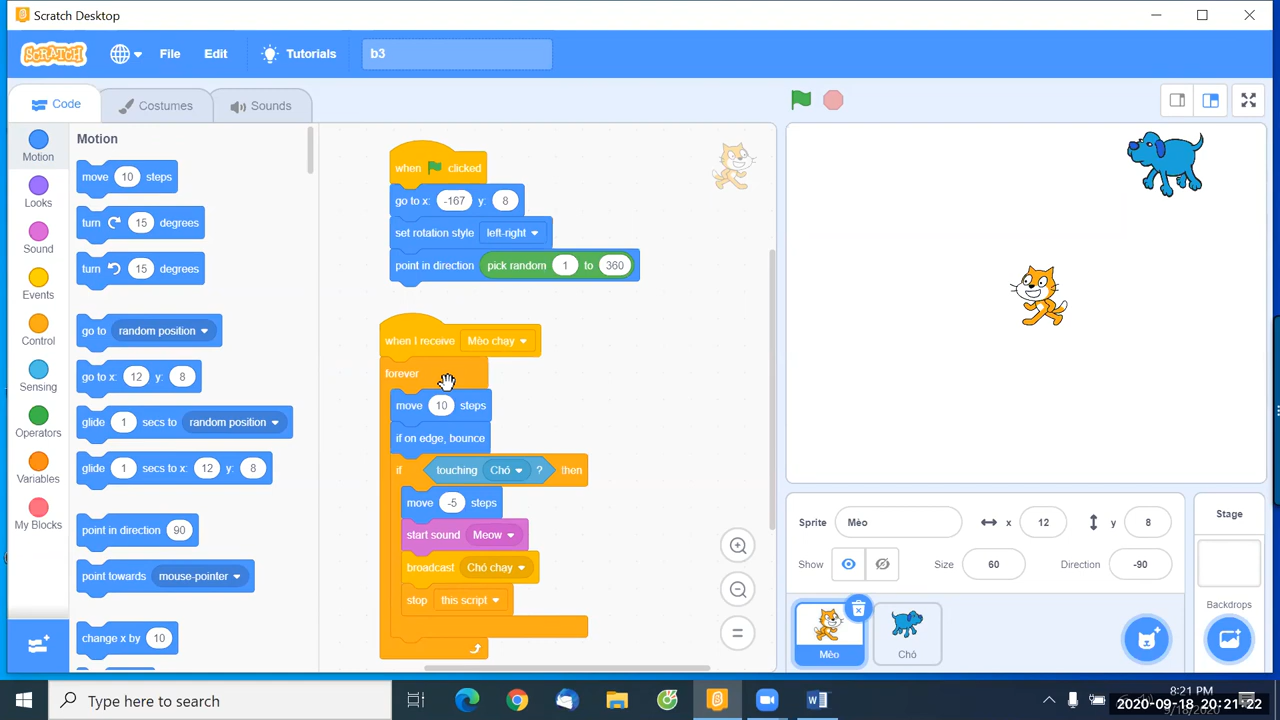 Scratch Desktop
SCRATCH File Edit Tutorials b3
Code Costumes Sounds
Motion
Looks
Sound
Events
Control
Sensing
Operators
Variables
My Blocks
Motion
move 10 steps
turn 15 degrees
turn 15 degrees
go to random position
go to x: 12 y: 8
glide 1 secs to random position
glide 1 secs to x: 12 y: 8
point in direction 90
point towards mouse-pointer
change x by 10
when clicked
go to x: -167 y: 8
set rotation style left-right
point in direction pick random 1 to 360
when I receive Mèo chạy
forever
move 10 steps
if on edge, bounce
if touching Chó ? then
move -5 steps
start sound Meow
broadcast Chó chạy
stop this script
Sprite Mèo x 12 y 8
Show Size 60 Direction -90
Mèo
Chó
Stage
Backdrops
Type here to search
8:21 PM
2020-09-18 20:21:22